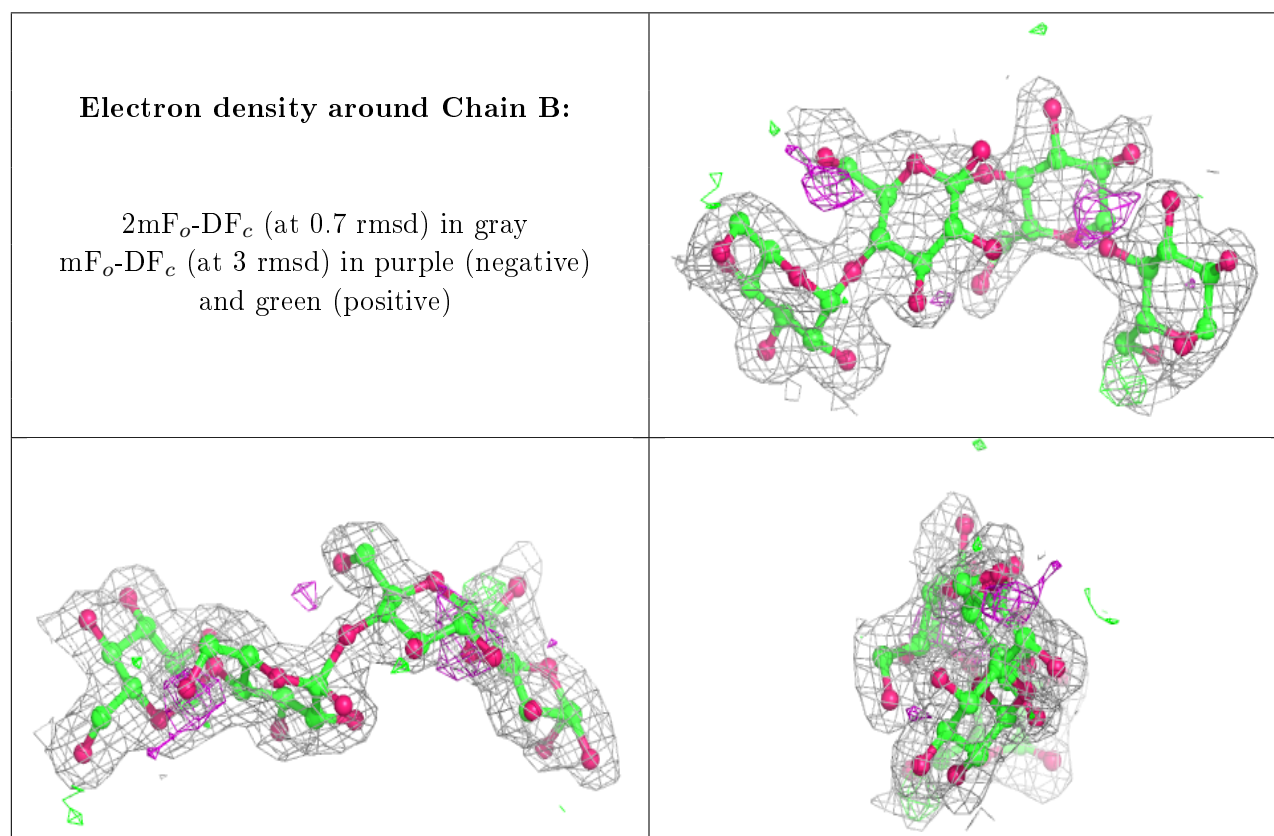 Electron density around Chain B:
2mFₒ-DF𝑐 (at 0.7 rmsd) in gray
mFₒ-DF𝑐 (at 3 rmsd) in purple (negative)
and green (positive)